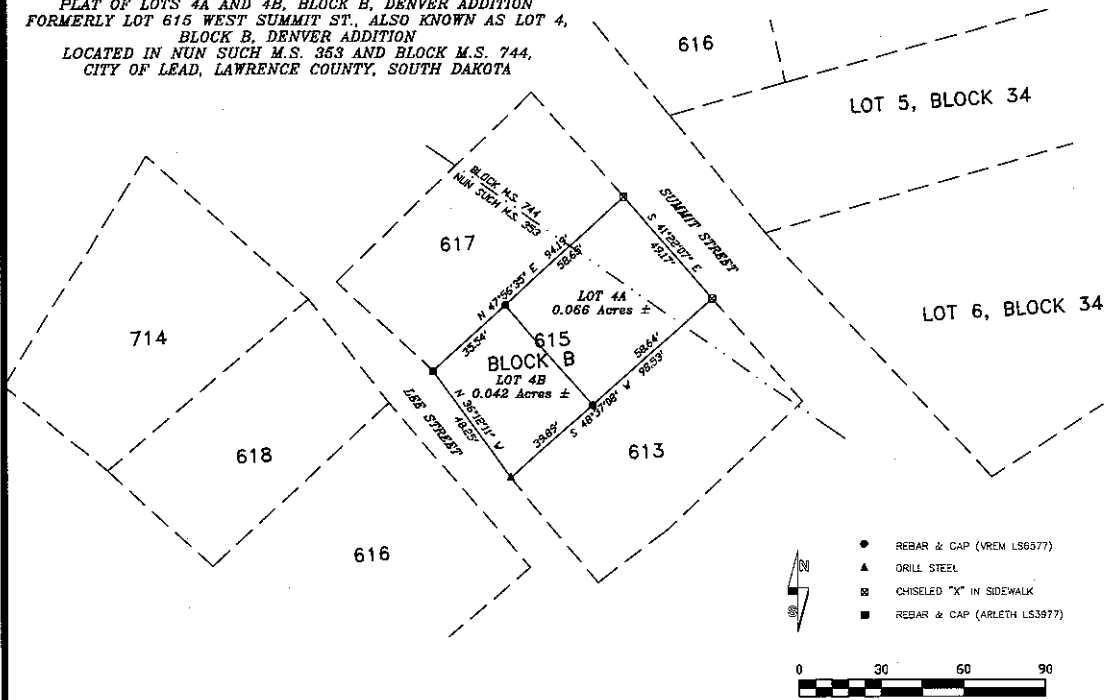 PLAT OF LOTS 4A AND 4B, BLOCK B, DENVER ADDITION
FORMERLY LOT 615 WEST SUMMIT ST., ALSO KNOWN AS LOT 4,
BLOCK B, DENVER ADDITION
LOCATED IN NUN SUCH M.S. 353 AND BLOCK M.S. 744,
CITY OF LEAD, LAWRENCE COUNTY, SOUTH DAKOTA
616
LOT 5, BLOCK 34
BLOCK M.S. 744
NUN SUCH M.S. 353
SUMMIT STREET
S 41°22'07" E
49.17'
617
N 47°56'35" E 94.19'
58.65'
35.54'
LOT 4A
0.066 Acres ±
LOT 6, BLOCK 34
714
615
BLOCK B
LOT 4B
0.042 Acres ±
58.64'
S 48°37'08" W 98.53'
39.89'
LEE STREET
N 36°12'11" W
48.25'
618
613
616
N
S
REBAR & CAP (VREM LS6577)
DRILL STEEL
CHISELED "X" IN SIDEWALK
REBAR & CAP (ARLETH LS3977)
0 30 60 90